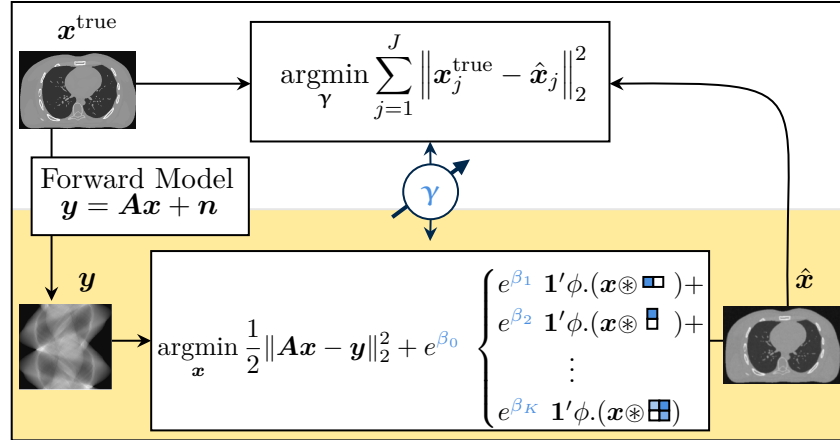 x^true
argmin_γ ∑_{j=1}^{J} ‖x_j^true − x̂_j‖_2^2
Forward Model
y = Ax + n
γ
y
x̂
argmin_x 1/2 ‖Ax − y‖_2^2 + e^{β_0} {
e^{β_1} 1′ϕ.(x ⊛ )+
e^{β_2} 1′ϕ.(x ⊛ )+
⋮
e^{β_K} 1′ϕ.(x ⊛ )